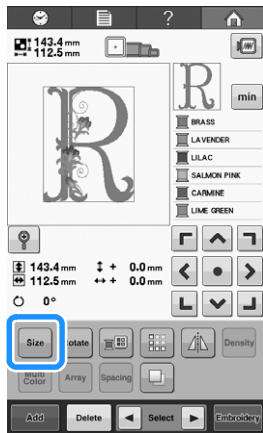 ?
143.4 mm
112.5 mm
R
R
min
BRASS
LAVENDER
LILAC
SALMON PINK
CARMINE
LIME GREEN
143.4 mm + 0.0 mm
112.5 mm + 0.0 mm
0°
Size
otate
Density
Multi Color
Array
Spacing
Add
Delete
Select
Embroidery